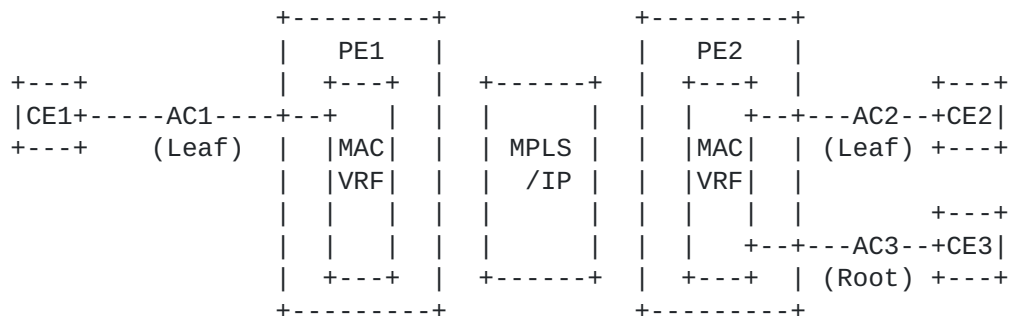 +---------+            +---------+
                 |   PE1   |            |   PE2   |
+---+            |  +---+  |  +------+  |  +---+  |         +---+
|CE1+-----AC1----+--+   |  |  |      |  |  |   +--+---AC2--+CE2|
+---+    (Leaf)  |  |MAC|  |  | MPLS |  |  |MAC|  | (Leaf) +---+
                 |  |VRF|  |  |  /IP |  |  |VRF|  |
                 |  |   |  |  |      |  |  |   |  |         +---+
                 |  |   |  |  |      |  |  |   +--+---AC3--+CE3|
                 |  +---+  |  +------+  |  +---+  | (Root) +---+
                 +---------+            +---------+